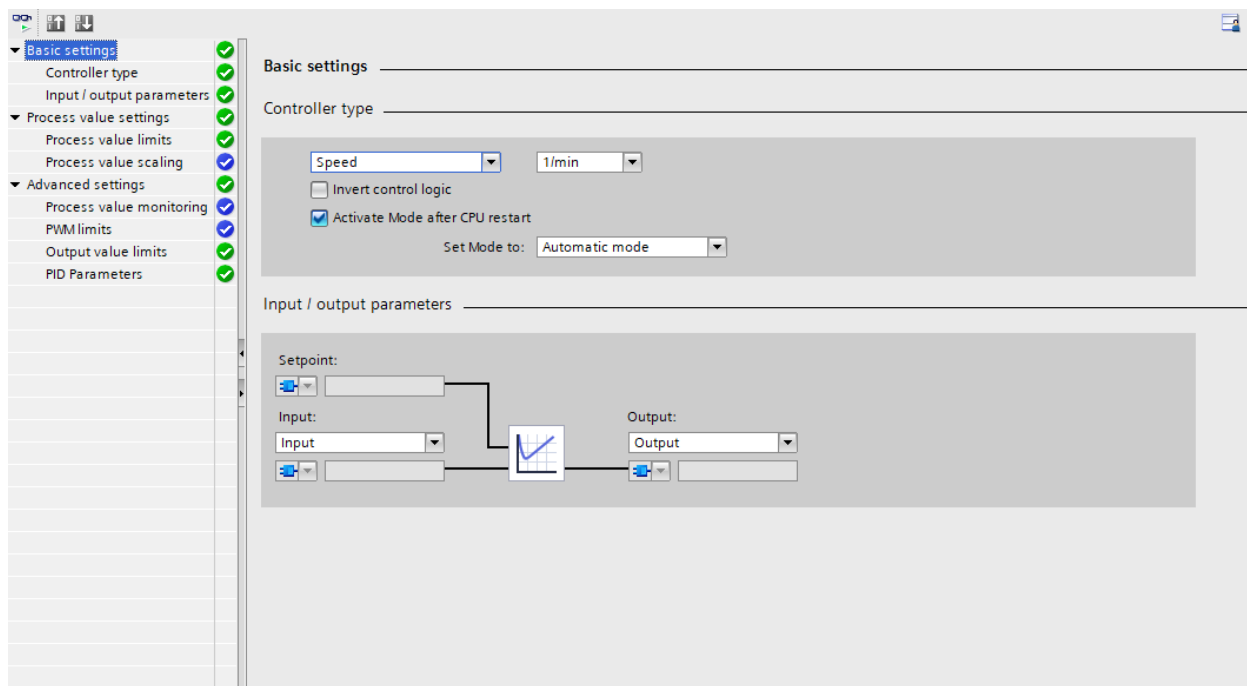 Basic settings
Controller type
Input / output parameters
Process value settings
Process value limits
Process value scaling
Advanced settings
Process value monitoring
PWM limits
Output value limits
PID Parameters
Basic settings
Controller type
Speed 1/min
Invert control logic
Activate Mode after CPU restart
Set Mode to: Automatic mode
Input / output parameters
Setpoint:
Input: Output:
Input Output